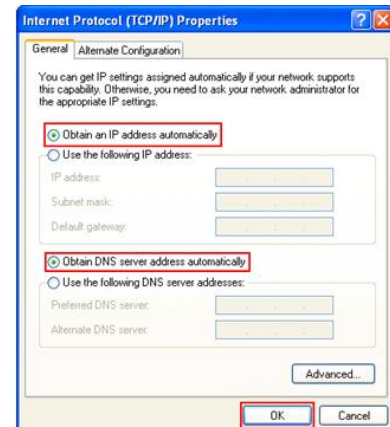 Internet Protocol (TCP/IP) Properties
General
Alternate Configuration
You can get IP settings assigned automatically if your network supports
this capability. Otherwise, you need to ask your network administrator for
the appropriate IP settings.
Obtain an IP address automatically
Use the following IP address:
IP address:
Subnet mask:
Default gateway:
Obtain DNS server address automatically
Use the following DNS server addresses:
Preferred DNS server:
Alternate DNS server:
Advanced...
OK
Cancel